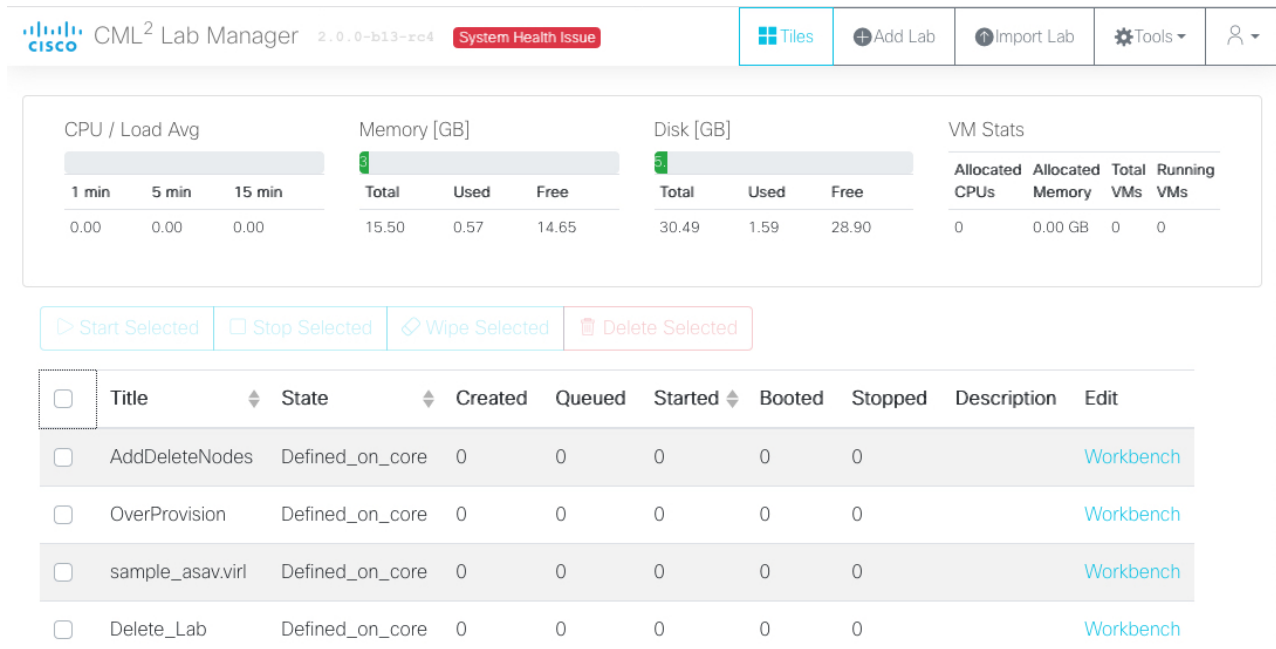 CISCO CML2 Lab Manager 2.0.0-b13-rc4 System Health Issue Tiles Add Lab Import Lab Tools
CPU / Load Avg Memory [GB] Disk [GB] VM Stats
3 5.
1 min 5 min 15 min Total Used Free Total Used Free Allocated CPUs Allocated Memory Total VMs Running VMs
0.00 0.00 0.00 15.50 0.57 14.65 30.49 1.59 28.90 0 0.00 GB 0 0
Start Selected Stop Selected Wipe Selected Delete Selected
Title State Created Queued Started Booted Stopped Description Edit
AddDeleteNodes Defined_on_core 0 0 0 0 0 Workbench
OverProvision Defined_on_core 0 0 0 0 0 Workbench
sample_asav.virl Defined_on_core 0 0 0 0 0 Workbench
Delete_Lab Defined_on_core 0 0 0 0 0 Workbench